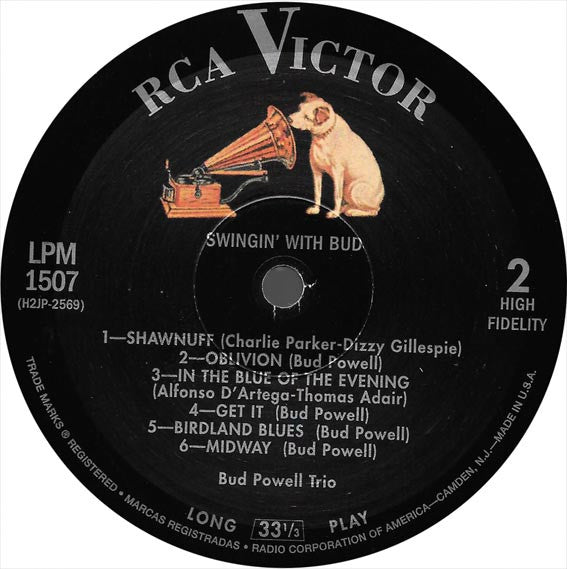 RCA VICTOR
SWINGIN' WITH BUD
LPM
1507
(H2JP-2569)
2
HIGH
FIDELITY
1—SHAWNUFF (Charlie Parker-Dizzy Gillespie)
2—OBLIVION (Bud Powell)
3—IN THE BLUE OF THE EVENING
(Alfonso D'Artega-Thomas Adair)
4—GET IT (Bud Powell)
5—BIRDLAND BLUES (Bud Powell)
6—MIDWAY (Bud Powell)
Bud Powell Trio
LONG 33 1/3 PLAY
TRADE MARKS ® REGISTERED • MARCAS REGISTRADAS • RADIO CORPORATION OF AMERICA—CAMDEN, N.J.—MADE IN U.S.A.